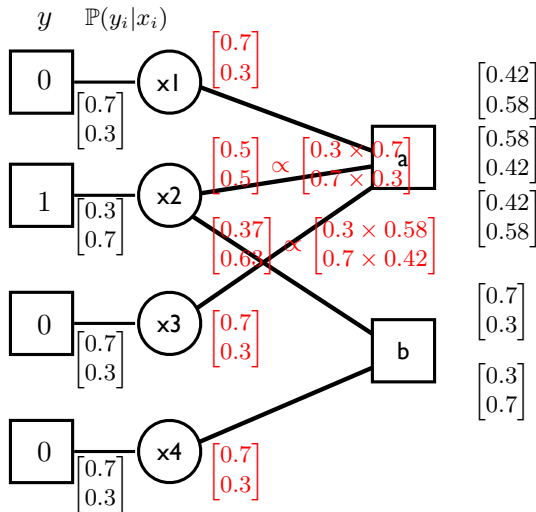 y P(y_i|x_i)
0 [0.7 0.3] x1 [0.7 0.3]
1 [0.3 0.7] x2 [0.5 0.5] ∝ [0.3 × 0.7 0.7 × 0.3]
[0.37 0.63] ∝ [0.3 × 0.58 0.7 × 0.42]
0 [0.7 0.3] x3 [0.7 0.3]
0 [0.7 0.3] x4 [0.7 0.3]
a
b
[0.42 0.58]
[0.58 0.42]
[0.42 0.58]
[0.7 0.3]
[0.3 0.7]